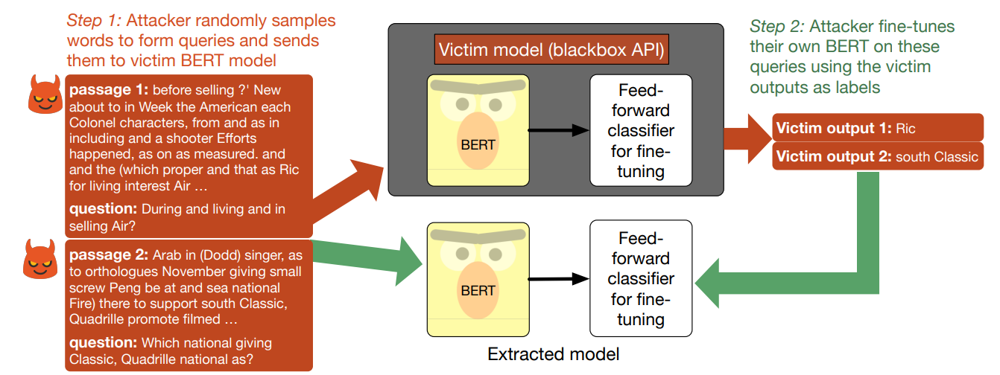 Step 1: Attacker randomly samples
words to form queries and sends
them to victim BERT model
passage 1: before selling ?' New
about to in Week the American each
Colonel characters, from and as in
including and a shooter Efforts
happened, as on as measured. and
and the (which proper and that as Ric
for living interest Air …
question: During and living and in
selling Air?
passage 2: Arab in (Dodd) singer, as
to orthologues November giving small
screw Peng be at and sea national
Fire) there to support south Classic,
Quadrille promote filmed …
question: Which national giving
Classic, Quadrille national as?
Victim model (blackbox API)
BERT
Feed-
forward
classifier
for fine-
tuning
BERT
Feed-
forward
classifier
for fine-
tuning
Extracted model
Step 2: Attacker fine-tunes
their own BERT on these
queries using the victim
outputs as labels
Victim output 1: Ric
Victim output 2: south Classic